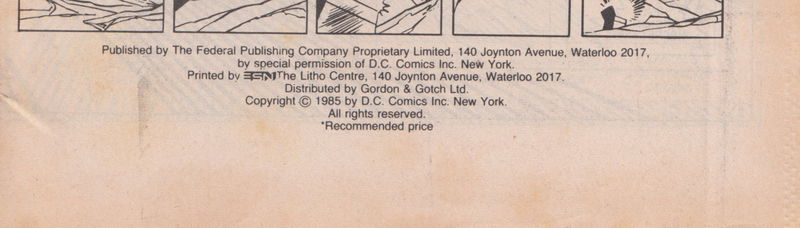 Published by The Federal Publishing Company Proprietary Limited, 140 Joynton Avenue, Waterloo 2017,
by special permission of D.C. Comics Inc. New York.
Printed by ESN The Litho Centre, 140 Joynton Avenue, Waterloo 2017.
Distributed by Gordon & Gotch Ltd.
Copyright © 1985 by D.C. Comics Inc. New York.
All rights reserved.
*Recommended price